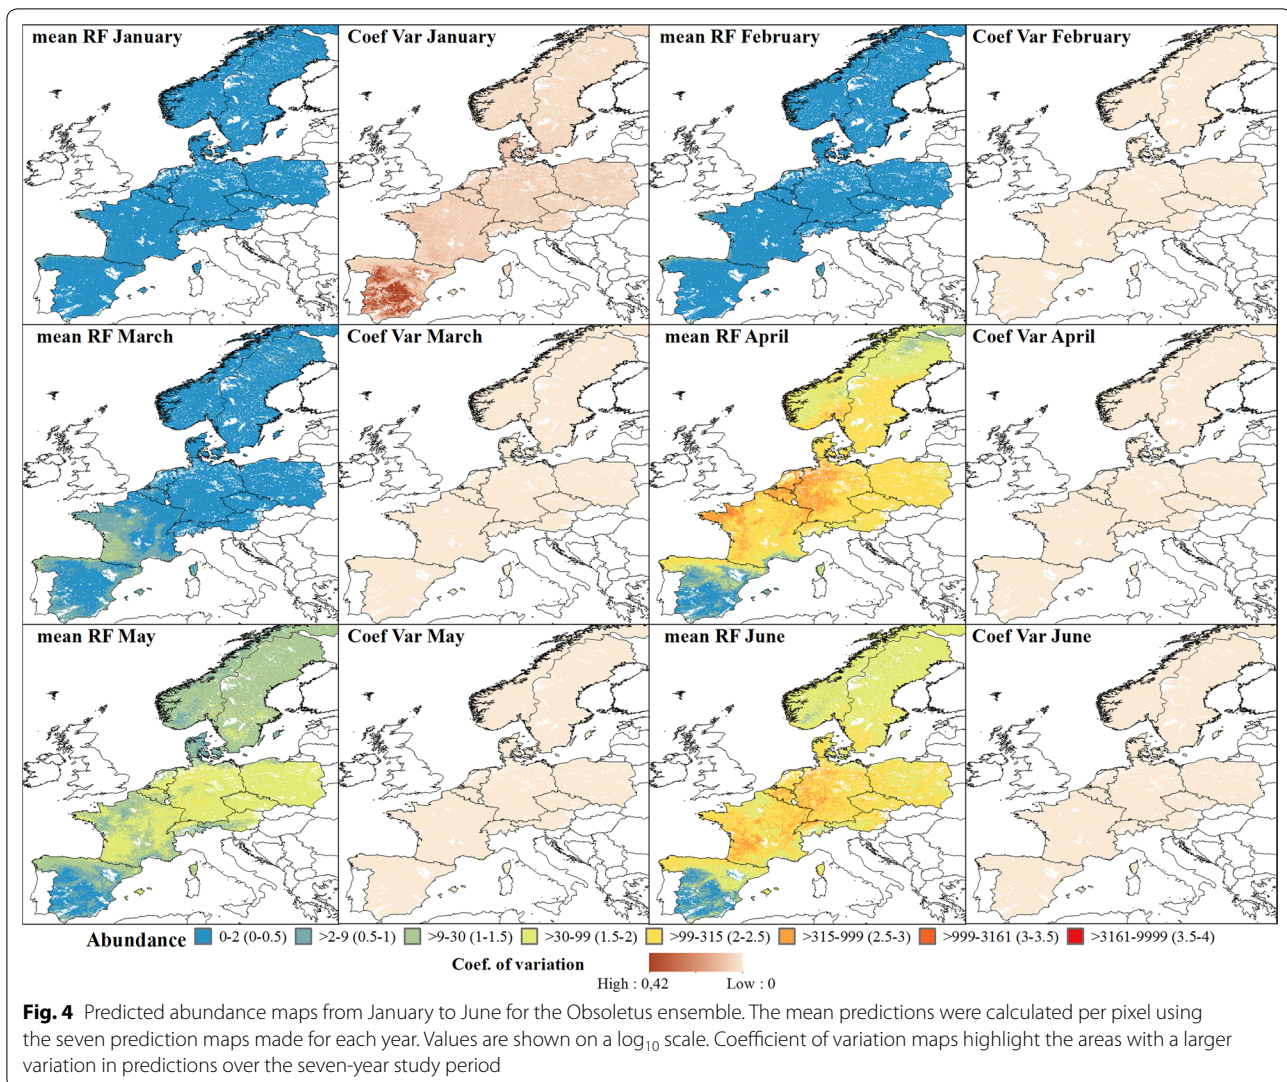 mean RF January
Coef Var January
mean RF February
Coef Var February
mean RF March
Coef Var March
mean RF April
Coef Var April
mean RF May
Coef Var May
mean RF June
Coef Var June
Abundance 0-2 (0-0.5) >2-9 (0.5-1) >9-30 (1-1.5) >30-99 (1.5-2) >99-315 (2-2.5) >315-999 (2.5-3) >999-3161 (3-3.5) >3161-9999 (3.5-4)
Coef. of variation
High : 0,42 Low : 0
Fig. 4 Predicted abundance maps from January to June for the Obsoletus ensemble. The mean predictions were calculated per pixel using
the seven prediction maps made for each year. Values are shown on a log₁₀ scale. Coefficient of variation maps highlight the areas with a larger
variation in predictions over the seven-year study period